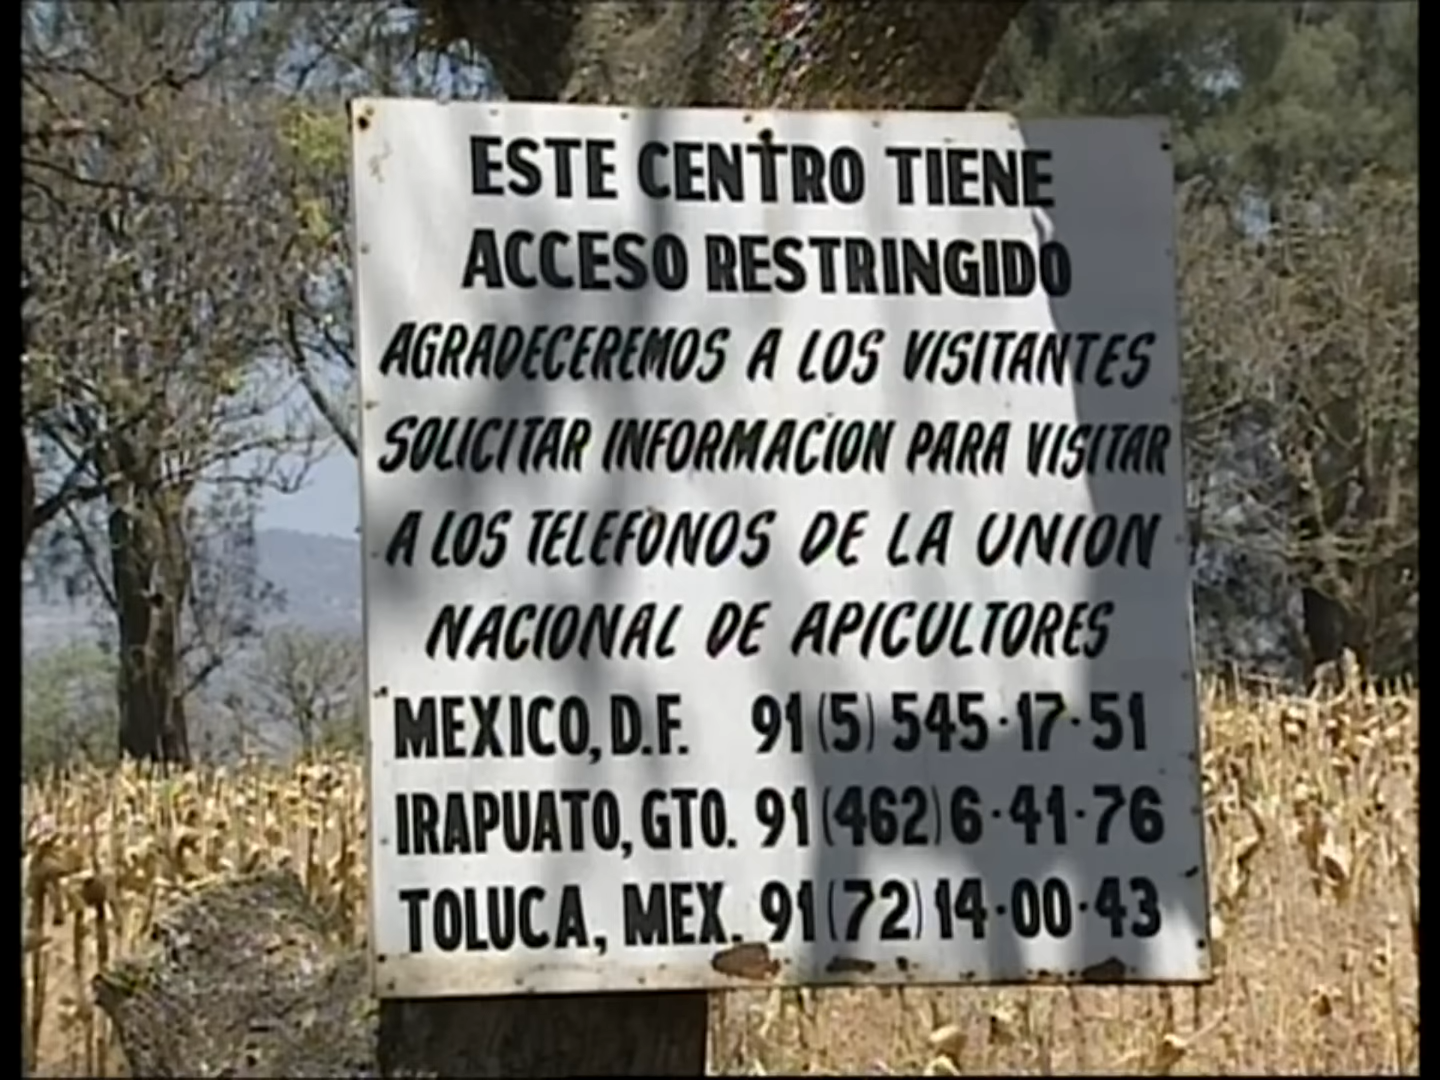 ESTE CENTRO TIENE
ACCESO RESTRINGIDO
AGRADECEREMOS A LOS VISITANTES
SOLICITAR INFORMACION PARA VISITAR
A LOS TELEFONOS DE LA UNION
NACIONAL DE APICULTORES
MEXICO, D.F. 91 (5) 545·17·51
IRAPUATO, GTO. 91 (462) 6·41·76
TOLUCA, MEX. 91 (72) 14·00·43